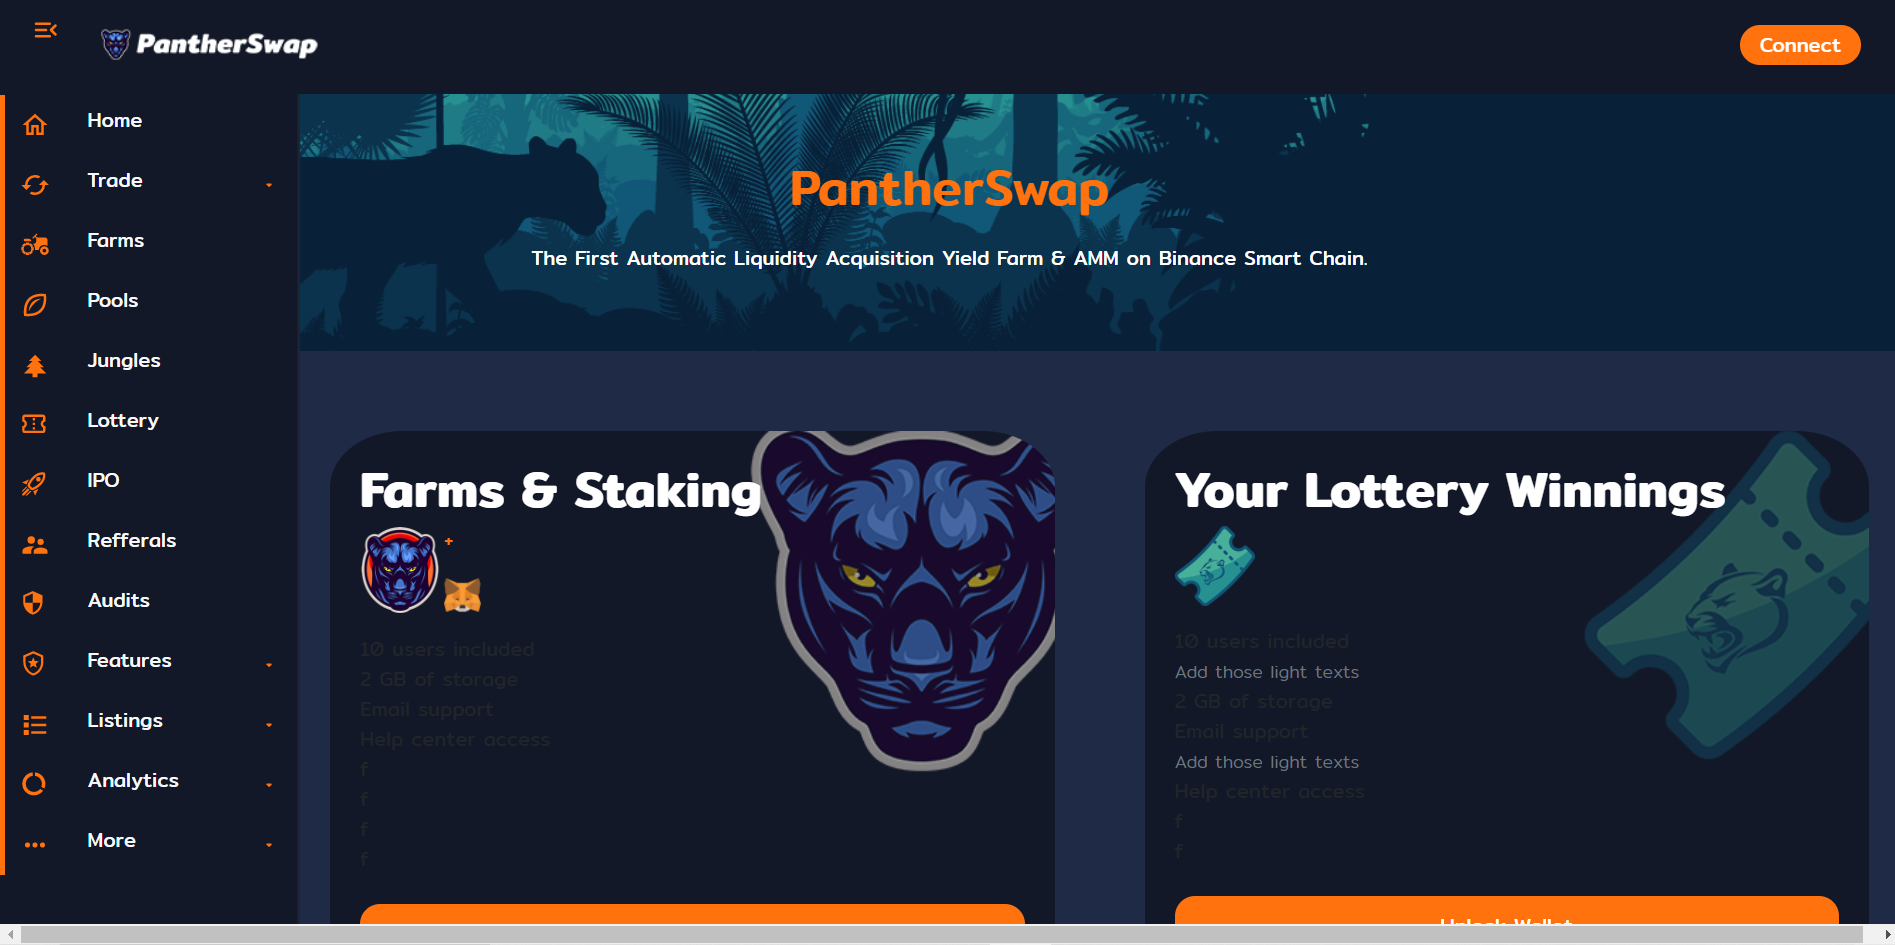 PantherSwap
Connect
Home
Trade
Farms
Pools
Jungles
Lottery
IPO
Refferals
Audits
Features
Listings
Analytics
More
PantherSwap
The First Automatic Liquidity Acquisition Yield Farm & AMM on Binance Smart Chain.
Farms & Staking
+
10 users included
2 GB of storage
Email support
Help center access
f
f
f
f
Your Lottery Winnings
10 users included
Add those light texts
2 GB of storage
Email support
Add those light texts
Help center access
f
f
Unlock Wallet